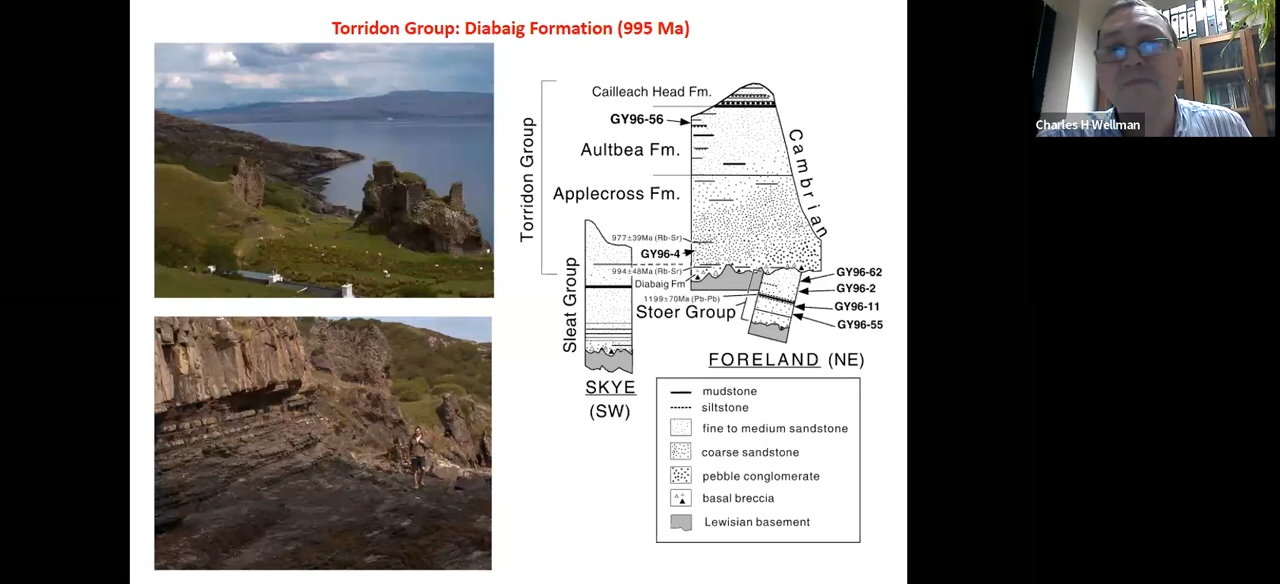 Torridon Group: Diabaig Formation (995 Ma)
Charles H Wellman
Torridon Group
Cailleach Head Fm.
GY96-56
Aultbea Fm.
Applecross Fm.
Cambrian
977±39Ma (Rb-Sr)
GY96-4
994±48Ma (Rb-Sr)
Diabaig Fm
1199±70Ma (Pb-Pb)
Stoer Group
GY96-62
GY96-2
GY96-11
GY96-55
Sleat Group
SKYE
(SW)
FORELAND (NE)
mudstone
siltstone
fine to medium sandstone
coarse sandstone
pebble conglomerate
basal breccia
Lewisian basement